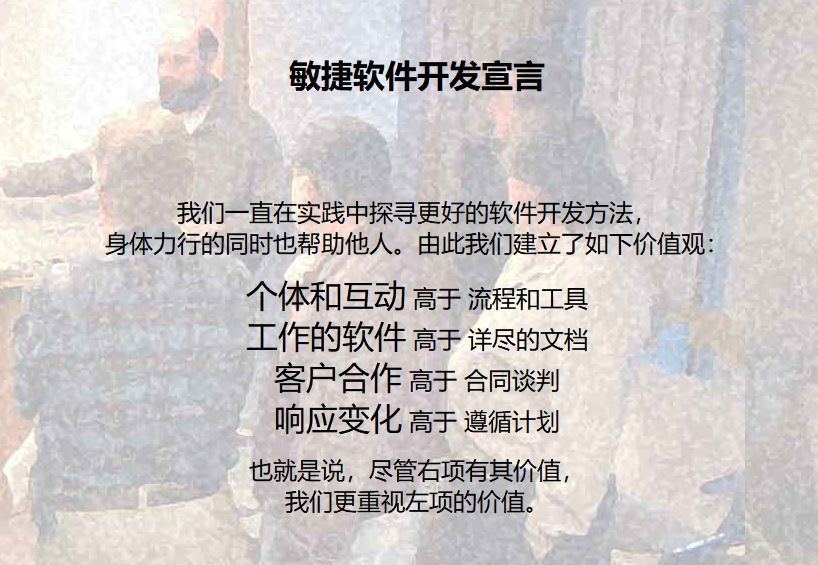 敏捷软件开发宣言
我们一直在实践中探寻更好的软件开发方法，
身体力行的同时也帮助他人。由此我们建立了如下价值观：
个体和互动 高于 流程和工具
工作的软件 高于 详尽的文档
客户合作 高于 合同谈判
响应变化 高于 遵循计划
也就是说，尽管右项有其价值，
我们更重视左项的价值。